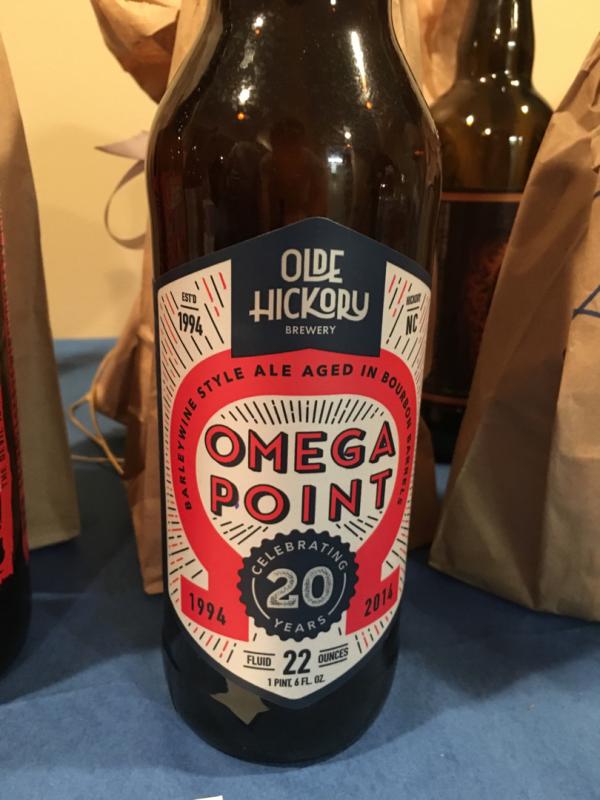 OLDE
HICKORY
BREWERY
EST'D
1994
HICKORY
NC
BARLEYWINE STYLE ALE AGED IN BOURBON BARRELS
OMEGA
POINT
CELEBRATING
20
YEARS
1994
2014
FLUID 22 OUNCES
1 PINT, 6 FL. OZ.